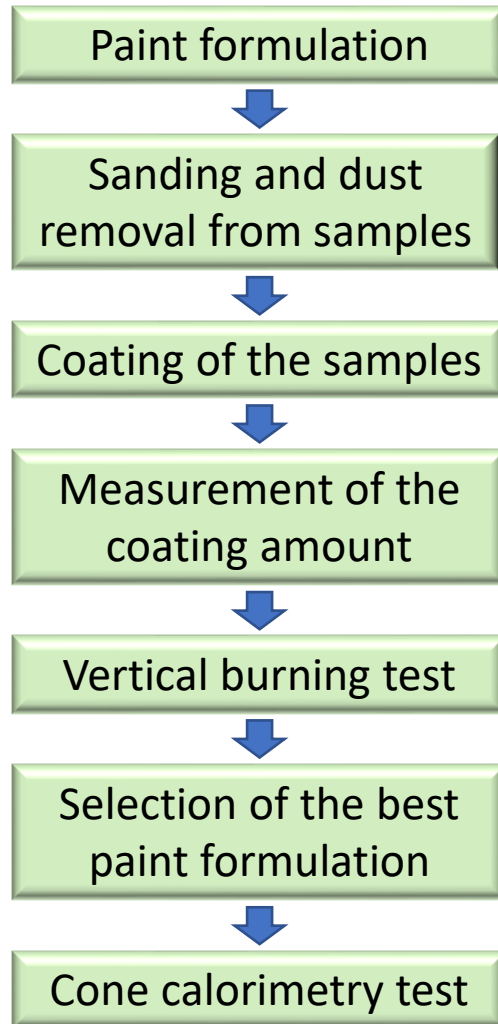 Paint formulation
Sanding and dust
removal from samples
Coating of the samples
Measurement of the
coating amount
Vertical burning test
Selection of the best
paint formulation
Cone calorimetry test